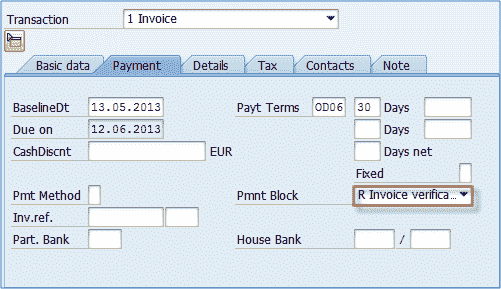 Transaction 1 Invoice
Basic data Payment Details Tax Contacts Note
BaselineDt 13.05.2013 Payt Terms OD06 30 Days
Due on 12.06.2013 Days
CashDiscnt EUR Days net
Fixed
Pmt Method Pmnt Block R Invoice verifica...
Inv.ref.
Part. Bank House Bank /